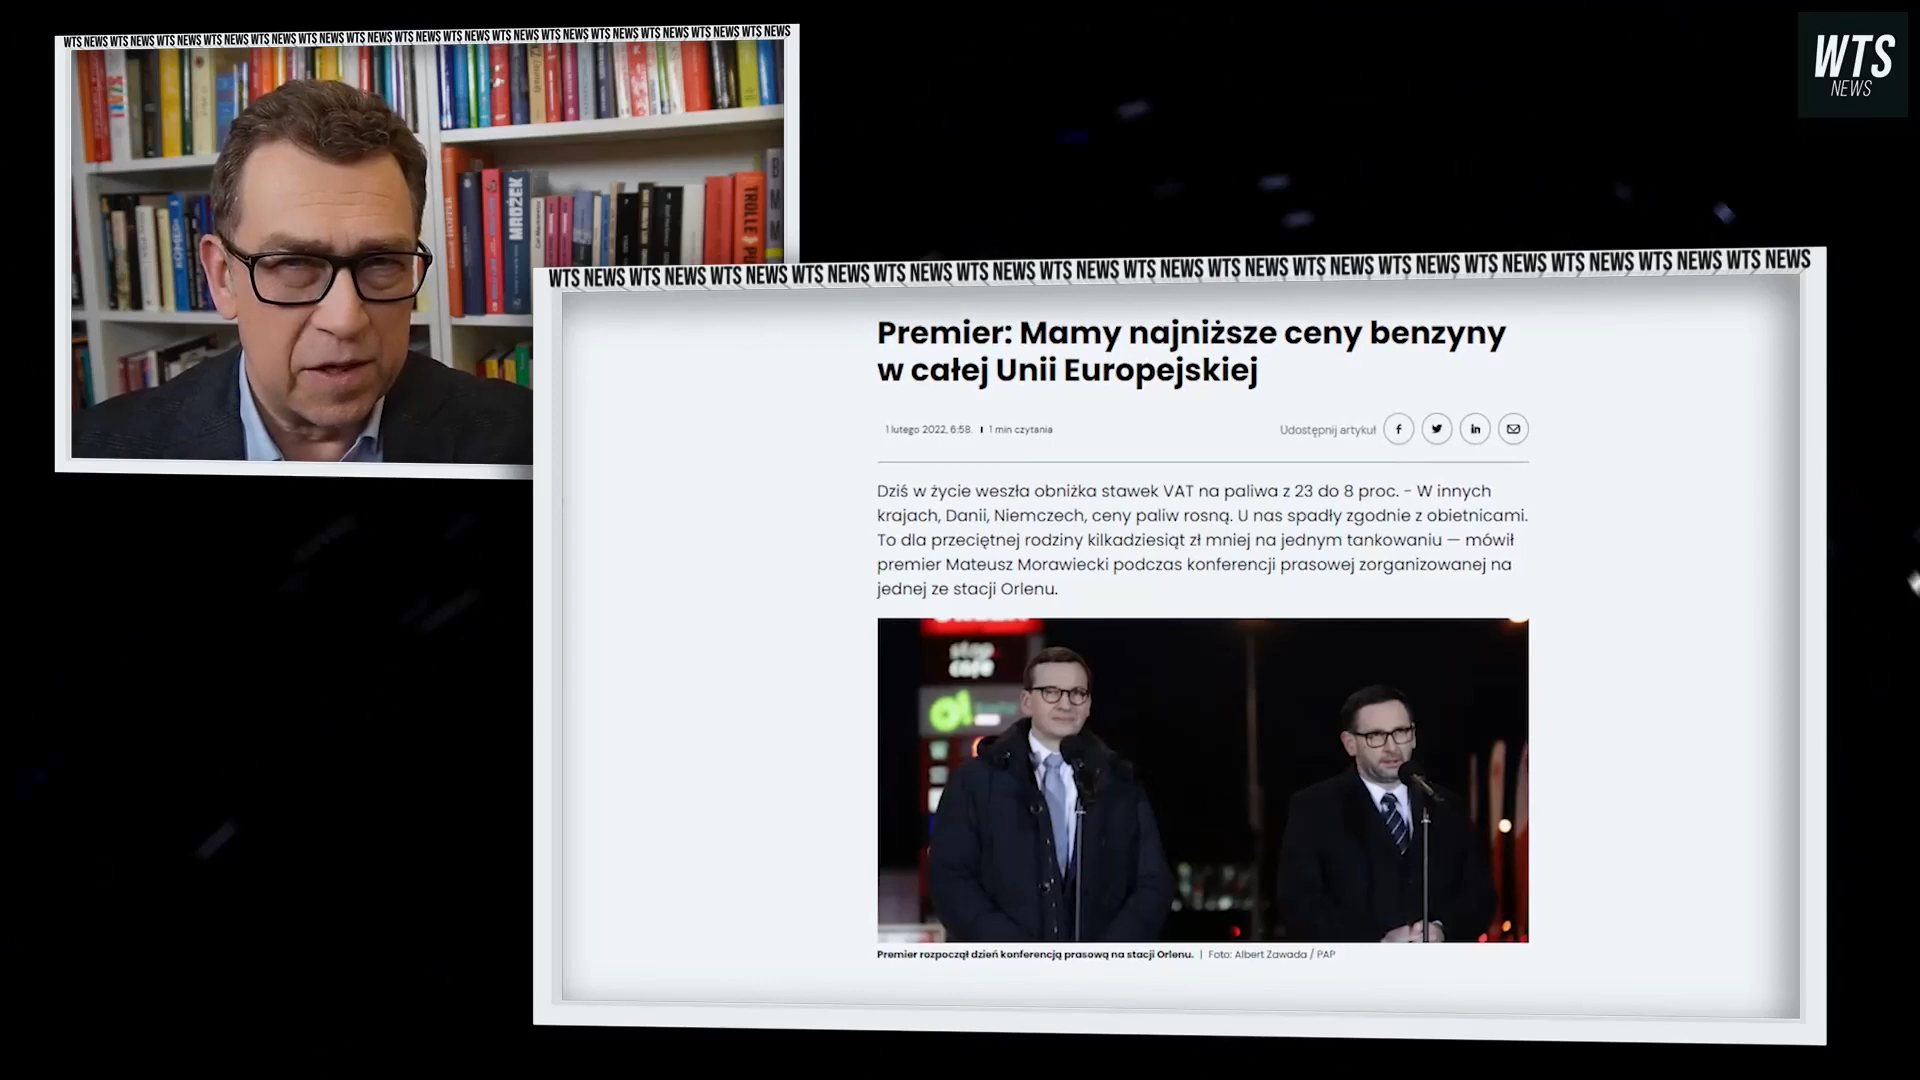 WTS NEWS WTS NEWS WTS NEWS WTS NEWS WTS NEWS WTS NEWS WTS NEWS WTS NEWS WTS NEWS WTS NEWS WTS NEWS WTS NEWS WTS NEWS WTS NEWS WTS NEWS
WTS
NEWS
MROŻEK
KOMEDA
TROLLE
WTS NEWS WTS NEWS WTS NEWS WTS NEWS WTS NEWS WTS NEWS WTS NEWS WTS NEWS WTS NEWS WTS NEWS WTS NEWS WTS NEWS WTS NEWS WTS NEWS WTS NEWS
Premier: Mamy najniższe ceny benzyny
w całej Unii Europejskiej
1 lutego 2022, 6:58. 1 min czytania
Udostępnij artykuł
Dziś w życie weszła obniżka stawek VAT na paliwa z 23 do 8 proc. - W innych
krajach, Danii, Niemczech, ceny paliw rosną. U nas spadły zgodnie z obietnicami.
To dla przeciętnej rodziny kilkadziesiąt zł mniej na jednym tankowaniu — mówił
premier Mateusz Morawiecki podczas konferencji prasowej zorganizowanej na
jednej ze stacji Orlenu.
stop
cafe
Premier rozpoczął dzień konferencją prasową na stacji Orlenu. | Foto: Albert Zawada / PAP